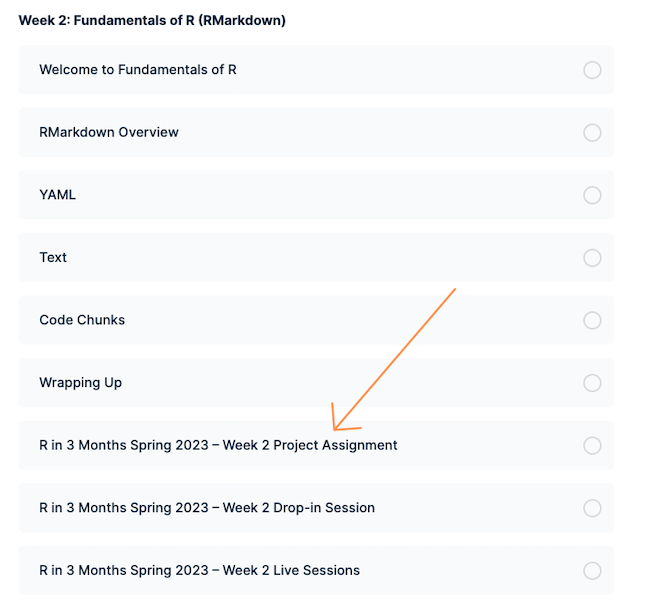 Week 2: Fundamentals of R (RMarkdown)
Welcome to Fundamentals of R
RMarkdown Overview
YAML
Text
Code Chunks
Wrapping Up
R in 3 Months Spring 2023 – Week 2 Project Assignment
R in 3 Months Spring 2023 – Week 2 Drop-in Session
R in 3 Months Spring 2023 – Week 2 Live Sessions